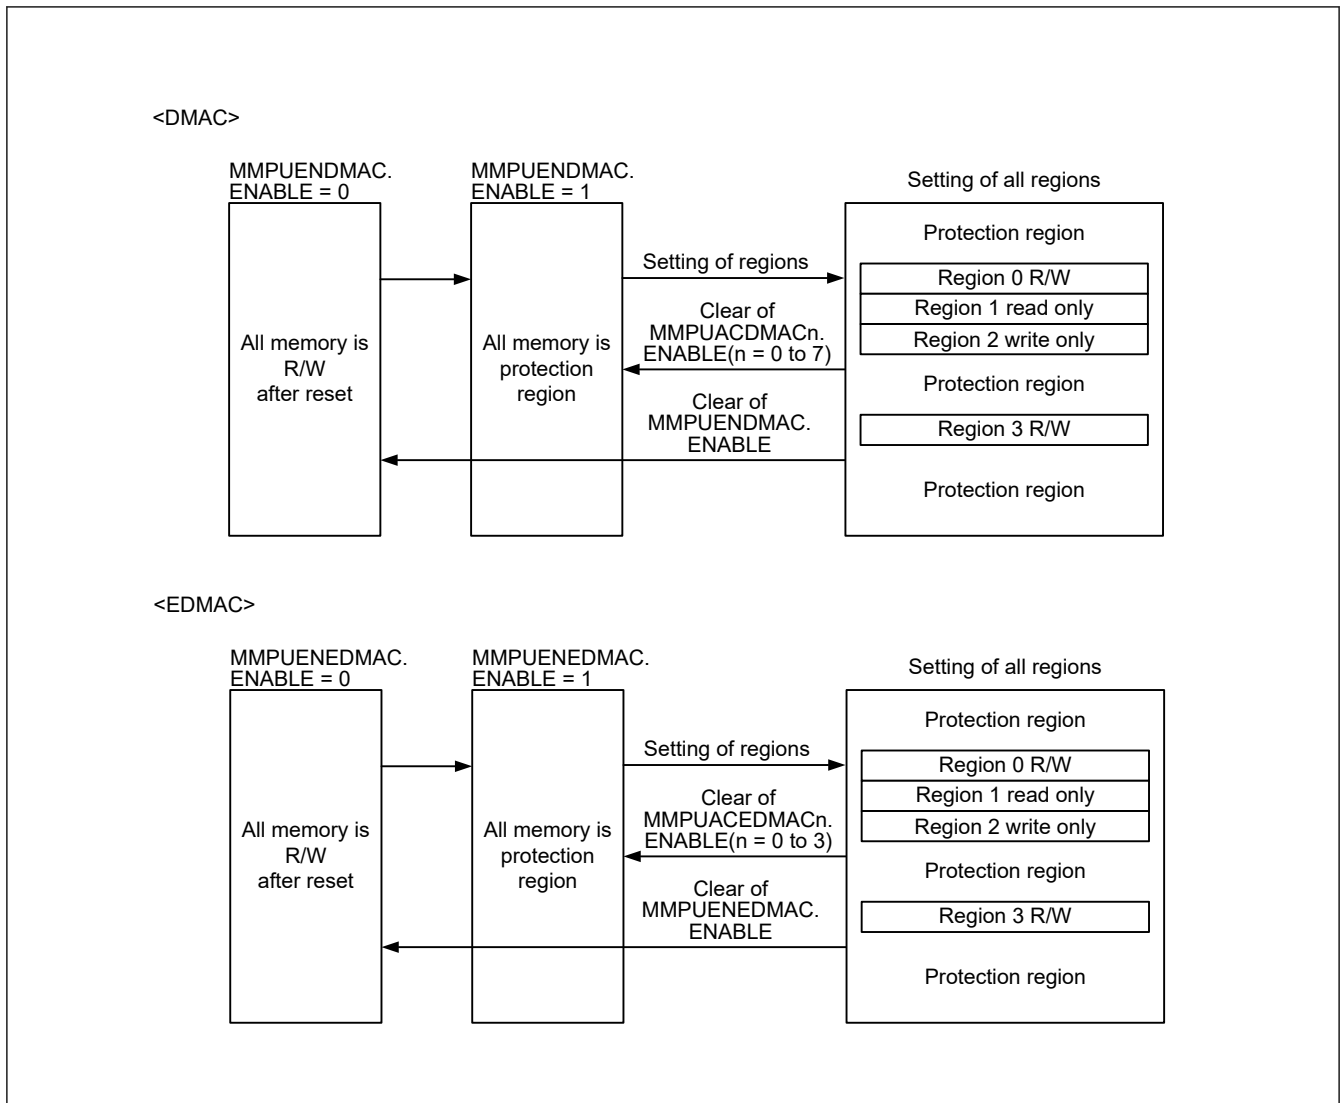 <DMAC>
MMPUENDMAC.
ENABLE = 0
MMPUENDMAC.
ENABLE = 1
Setting of all regions
All memory is
R/W
after reset
All memory is
protection
region
Setting of regions
Clear of
MMPUACDMACn.
ENABLE(n = 0 to 7)
Clear of
MMPUENDMAC.
ENABLE
Protection region
Region 0 R/W
Region 1 read only
Region 2 write only
Protection region
Region 3 R/W
Protection region
<EDMAC>
MMPUENEDMAC.
ENABLE = 0
MMPUENEDMAC.
ENABLE = 1
Setting of all regions
All memory is
R/W
after reset
All memory is
protection
region
Setting of regions
Clear of
MMPUACEDMACn.
ENABLE(n = 0 to 3)
Clear of
MMPUENEDMAC.
ENABLE
Protection region
Region 0 R/W
Region 1 read only
Region 2 write only
Protection region
Region 3 R/W
Protection region